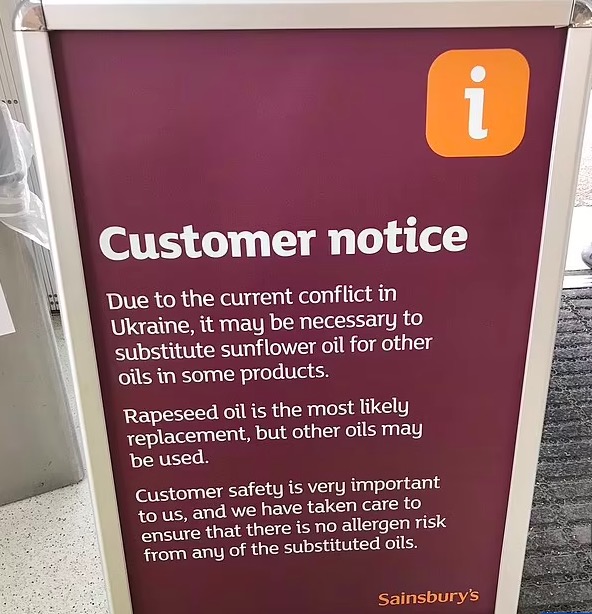 i
Customer notice
Due to the current conflict in
Ukraine, it may be necessary to
substitute sunflower oil for other
oils in some products.
Rapeseed oil is the most likely
replacement, but other oils may
be used.
Customer safety is very important
to us, and we have taken care to
ensure that there is no allergen risk
from any of the substituted oils.
Sainsbury's